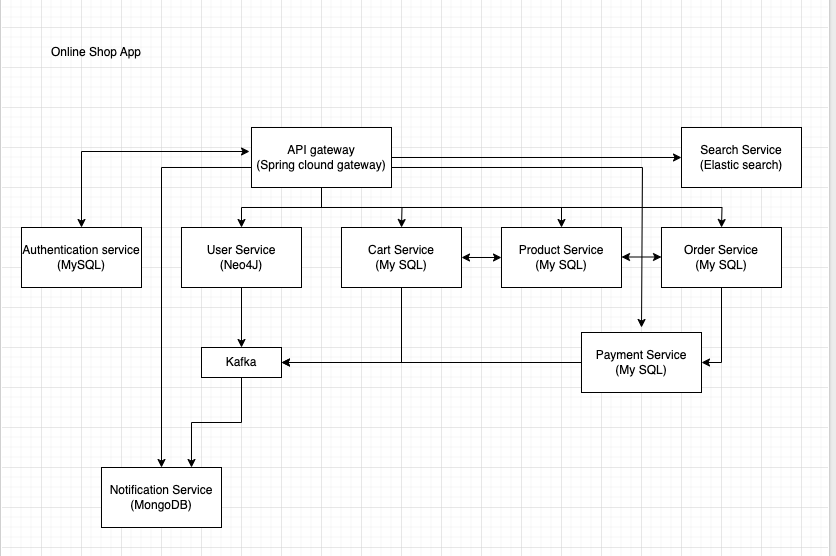 Online Shop App
API gateway
(Spring clound gateway)
Search Service
(Elastic search)
Authentication service
(MySQL)
User Service
(Neo4J)
Cart Service
(My SQL)
Product Service
(My SQL)
Order Service
(My SQL)
Kafka
Payment Service
(My SQL)
Notification Service
(MongoDB)